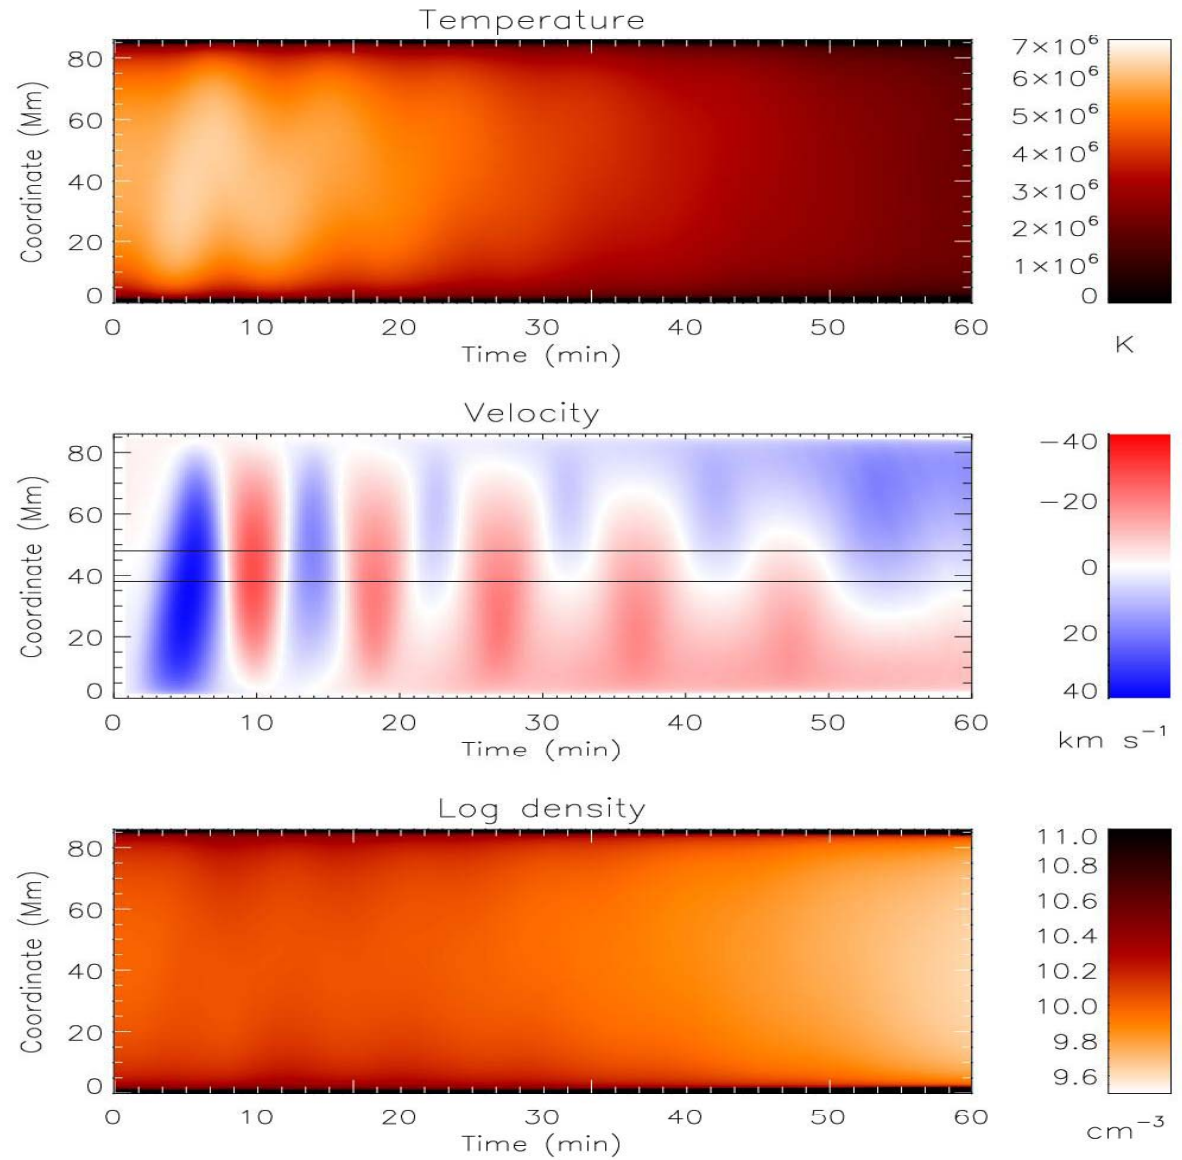 Temperature
Coordinate (Mm)
80
60
40
20
0
0 10 20 30 40 50 60
Time (min)
7×10⁶
6×10⁶
5×10⁶
4×10⁶
3×10⁶
2×10⁶
1×10⁶
0
K
Velocity
Coordinate (Mm)
80
60
40
20
0
0 10 20 30 40 50 60
Time (min)
−40
−20
0
20
40
km s⁻¹
Log density
Coordinate (Mm)
80
60
40
20
0
0 10 20 30 40 50 60
Time (min)
11.0
10.8
10.6
10.4
10.2
10.0
9.8
9.6
cm⁻³